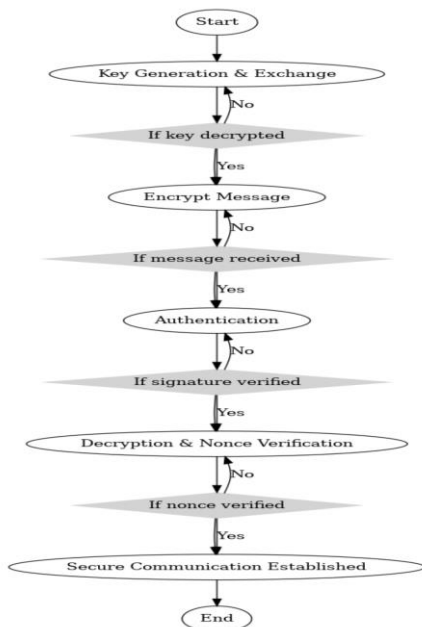 Start
Key Generation & Exchange
No
If key decrypted
Yes
Encrypt Message
No
If message received
Yes
Authentication
No
If signature verified
Yes
Decryption & Nonce Verification
No
If nonce verified
Yes
Secure Communication Established
End